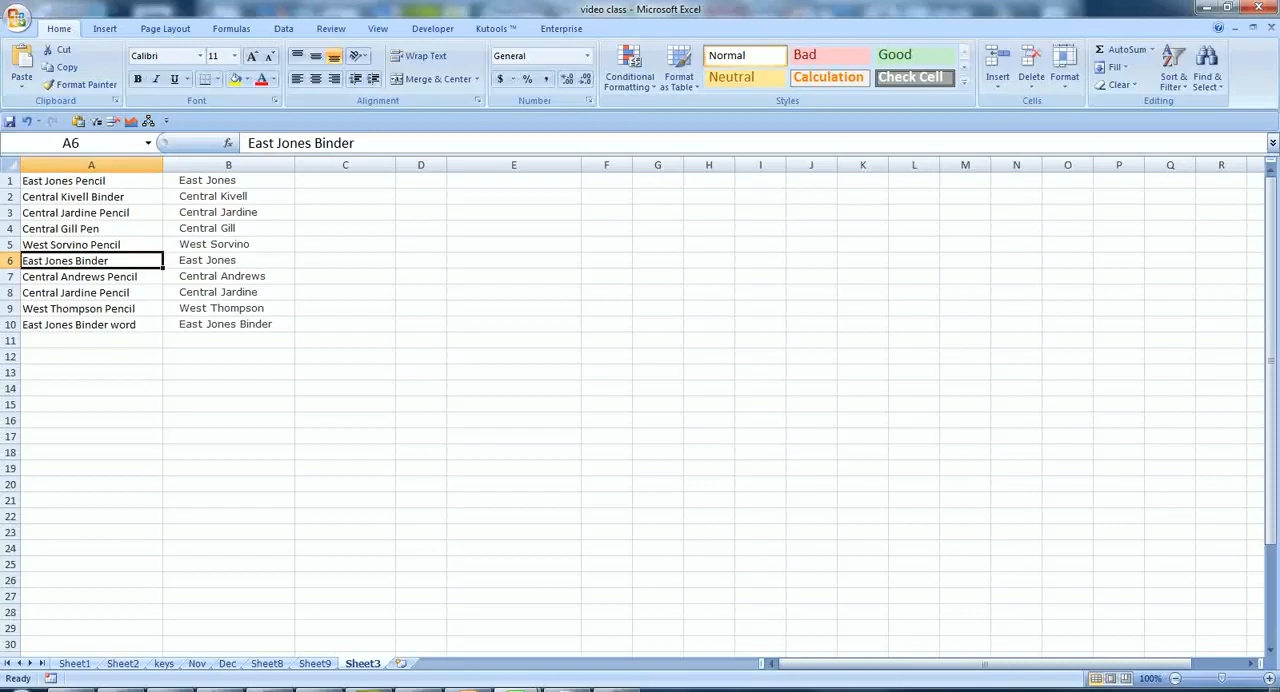 video class - Microsoft Excel
Home Insert Page Layout Formulas Data Review View Developer Kutools ™ Enterprise
Paste Cut Copy Format Painter Clipboard
Calibri 11 A A B I U A Font
Wrap Text Merge & Center Alignment
General $ % , Number
Conditional Formatting Format as Table Normal Bad Good Neutral Calculation Check Cell Styles
Insert Delete Format Cells
Σ AutoSum Fill Clear Sort & Filter Find & Select Editing
A6 fx East Jones Binder
A B C D E F G H I J K L M N O P Q R
1 East Jones Pencil East Jones
2 Central Kivell Binder Central Kivell
3 Central Jardine Pencil Central Jardine
4 Central Gill Pen Central Gill
5 West Sorvino Pencil West Sorvino
6 East Jones Binder East Jones
7 Central Andrews Pencil Central Andrews
8 Central Jardine Pencil Central Jardine
9 West Thompson Pencil West Thompson
10 East Jones Binder word East Jones Binder
11
12
13
14
15
16
17
18
19
20
21
22
23
24
25
26
27
28
29
30
Sheet1 Sheet2 keys Nov Dec Sheet8 Sheet9 Sheet3
Ready 100%